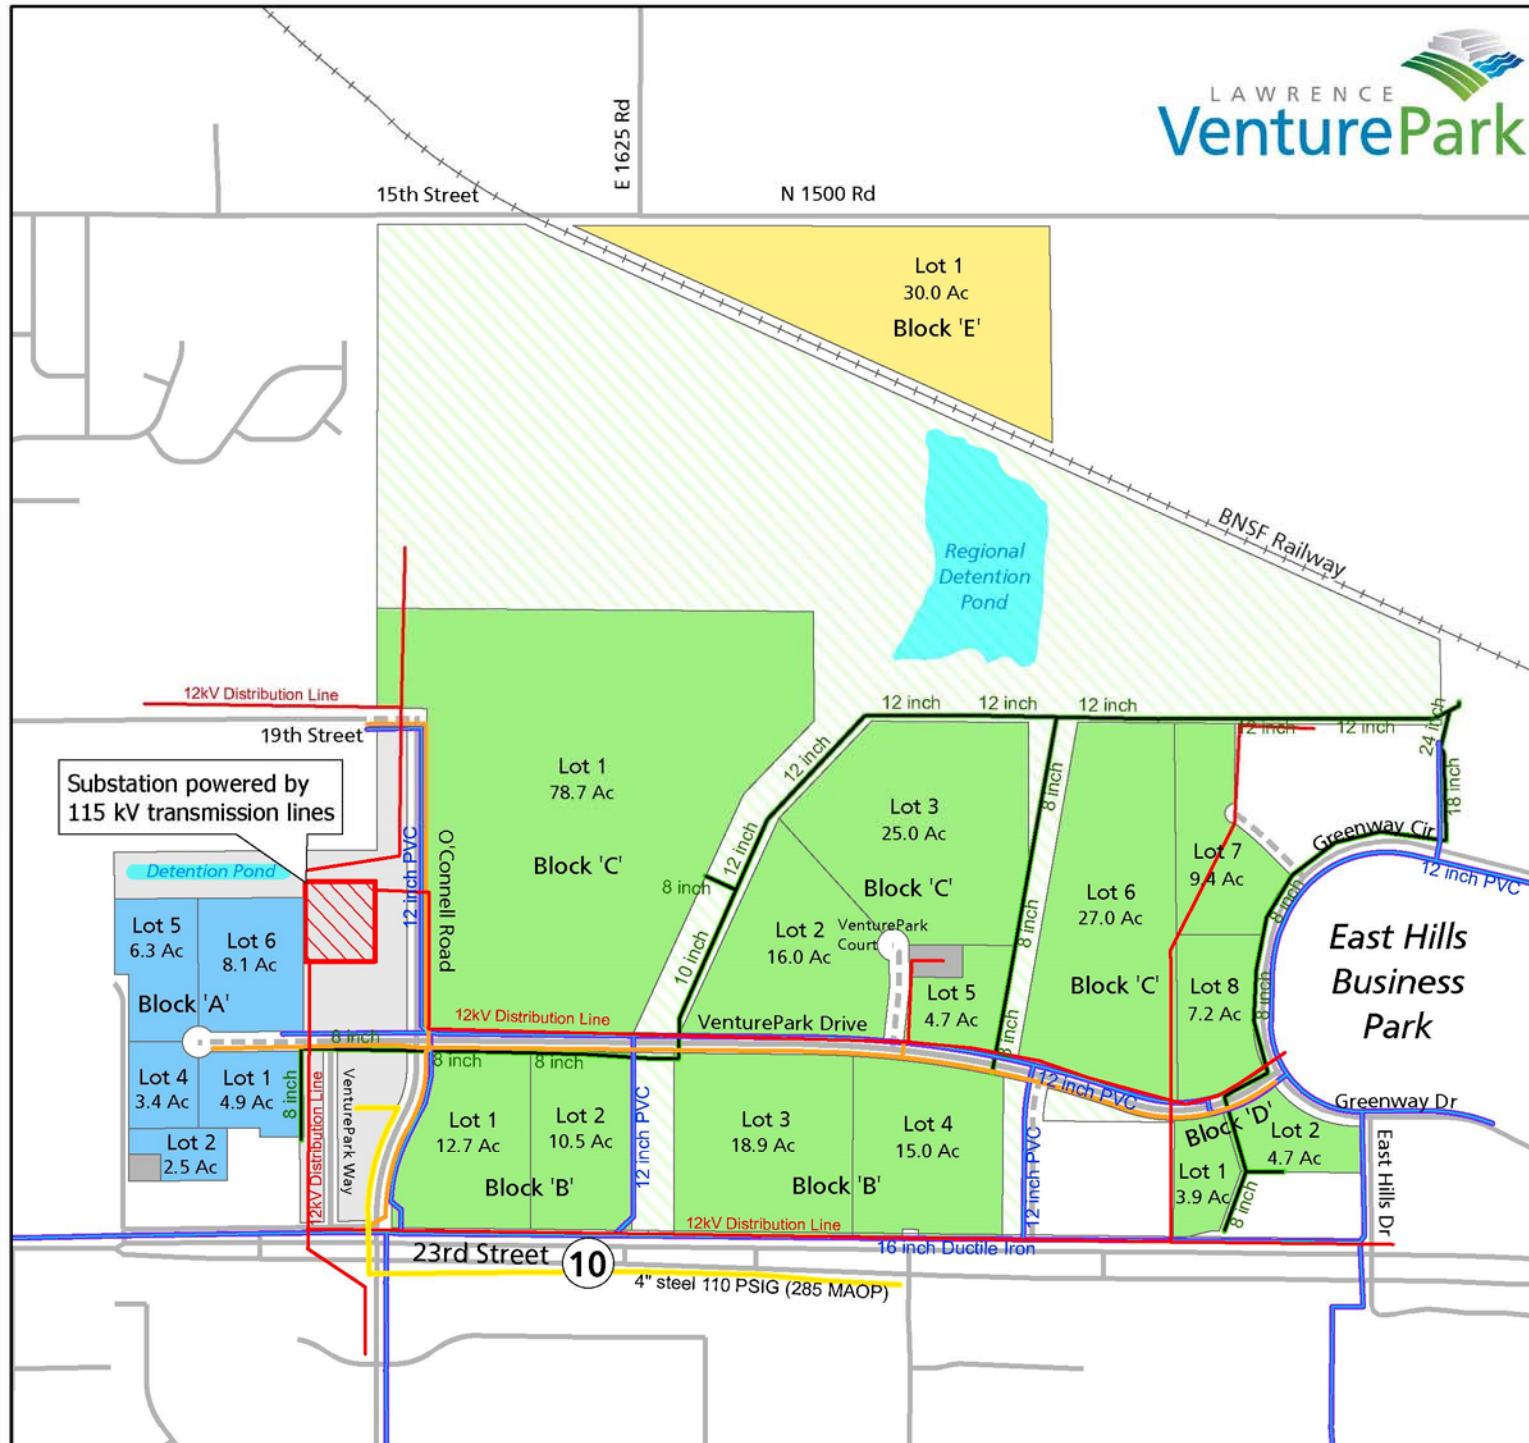 LAWRENCE
VenturePark
E 1625 Rd
15th Street
N 1500 Rd
Lot 1
30.0 Ac
Block 'E'
BNSF Railway
Regional
Detention
Pond
12kV Distribution Line
19th Street
12 inch
12 inch
12 inch
12 inch
12 inch
24 inch
18 inch
Substation powered by
115 kV transmission lines
Lot 1
78.7 Ac
Block 'C'
12 inch
12 inch
8 inch
10 inch
Lot 3
25.0 Ac
Block 'C'
8 inch
8 inch
8 inch
Lot 2
16.0 Ac
VenturePark
Court
Lot 5
4.7 Ac
Lot 6
27.0 Ac
Block 'C'
Lot 7
9.4 Ac
Lot 8
7.2 Ac
8 inch
8 inch
Greenway Cir
12 inch PVC
East Hills
Business
Park
Detention Pond
12 inch PVC
O'Connell Road
Lot 5
6.3 Ac
Lot 6
8.1 Ac
Block 'A'
Lot 4
3.4 Ac
Lot 1
4.9 Ac
Lot 2
2.5 Ac
8 inch
8 inch
12kV Distribution Line
VenturePark Way
12kV Distribution Line
VenturePark Drive
8 inch
8 inch
Lot 1
12.7 Ac
Lot 2
10.5 Ac
Block 'B'
12 inch PVC
Lot 3
18.9 Ac
Lot 4
15.0 Ac
Block 'B'
12 inch PVC
12 inch PVC
Block 'D'
Lot 1
3.9 Ac
Lot 2
4.7 Ac
8 inch
Greenway Dr
East Hills Dr
12kV Distribution Line
16 inch Ductile Iron
23rd Street
10
4" steel 110 PSIG (285 MAOP)